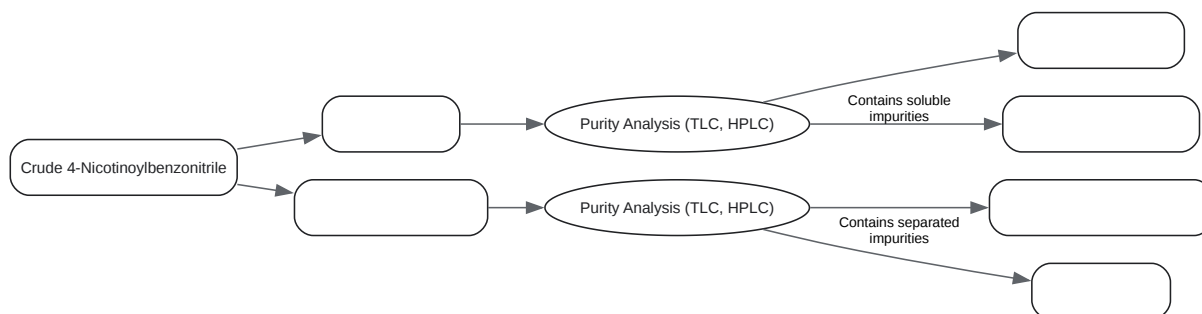 Contains soluble
impurities
Purity Analysis (TLC, HPLC)
Crude 4-Nicotinoylbenzonitrile
Purity Analysis (TLC, HPLC)
Contains separated
impurities